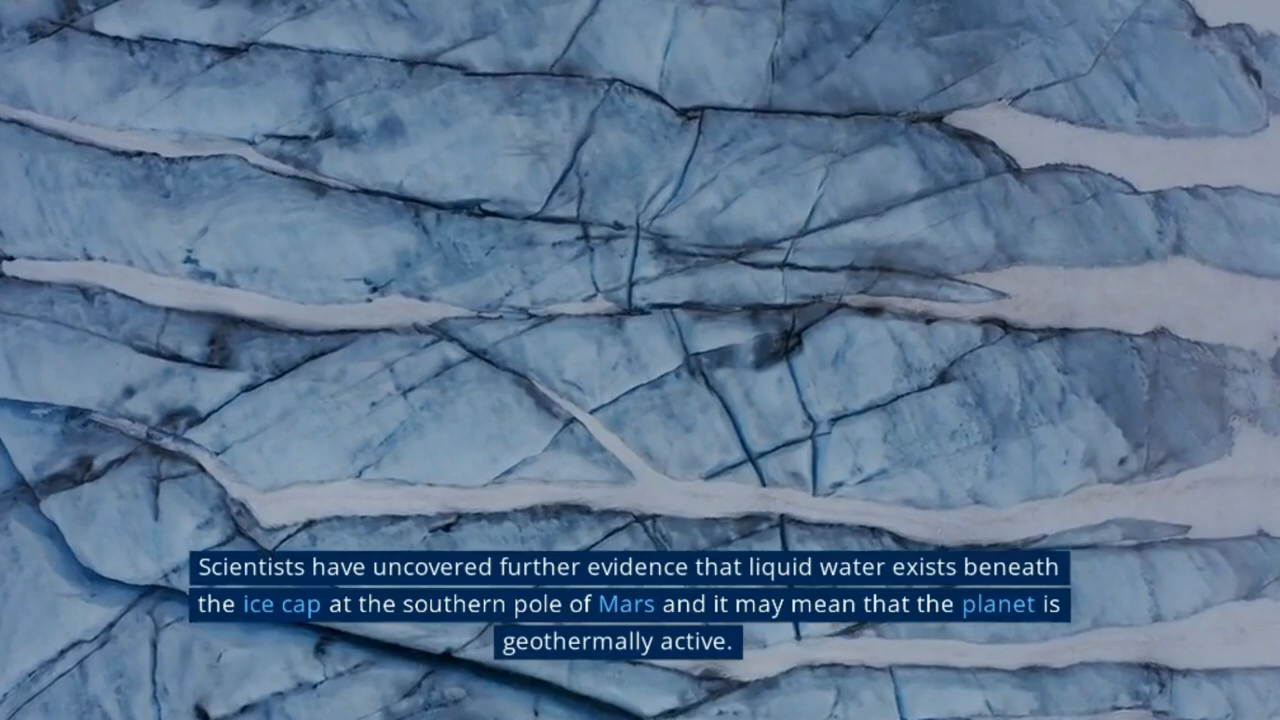 Scientists have uncovered further evidence that liquid water exists beneath
the ice cap at the southern pole of Mars and it may mean that the planet is
geothermally active.